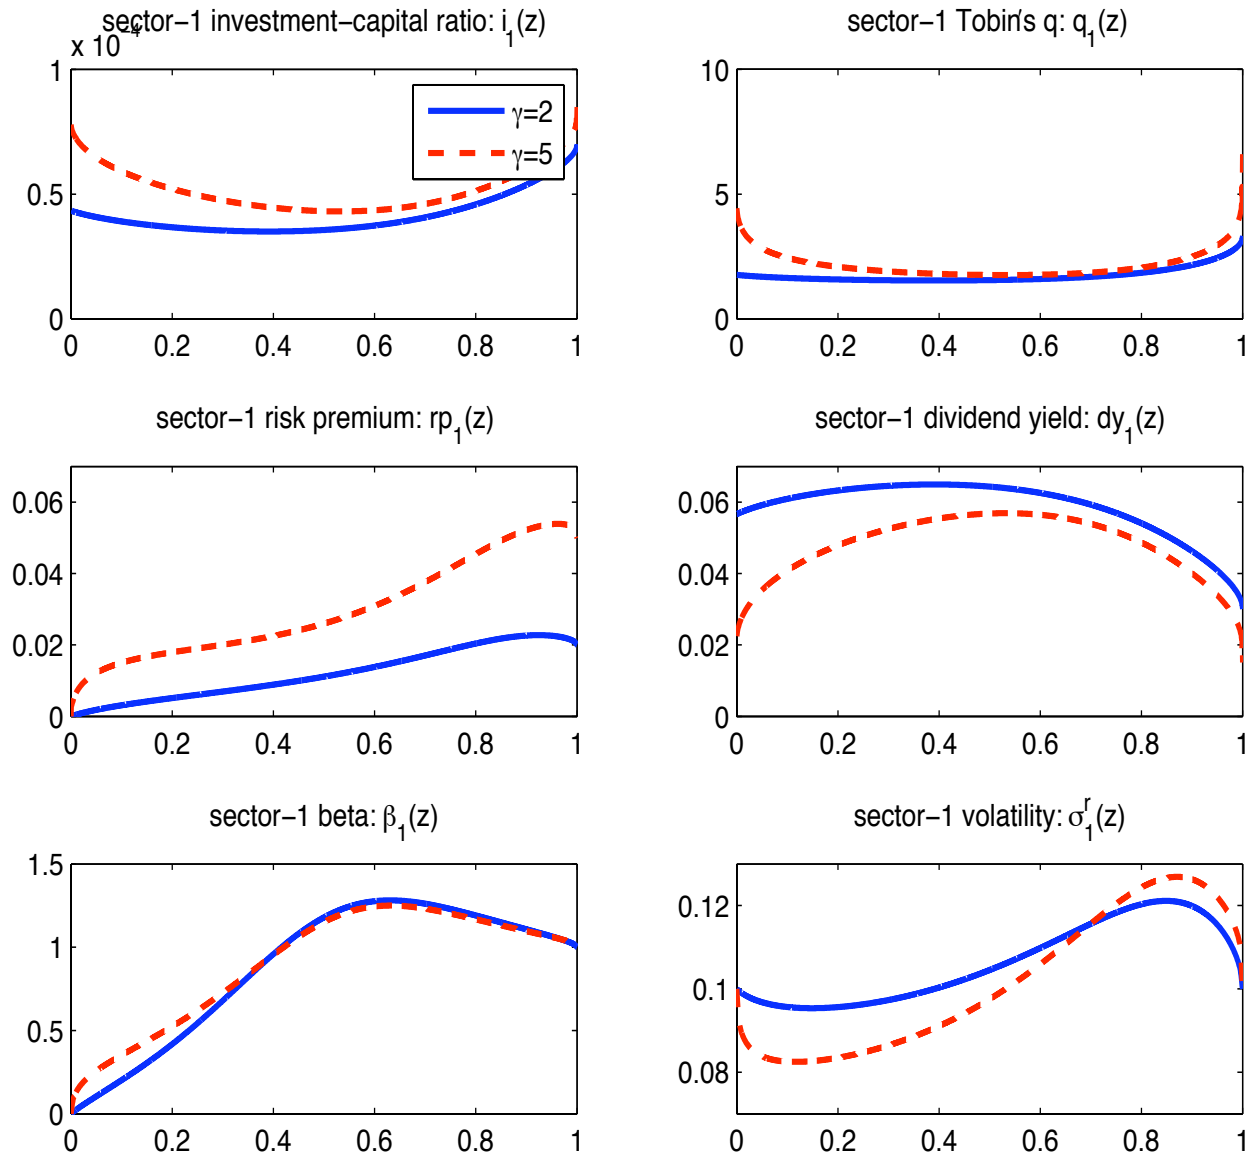 sector−1 investment−capital ratio: i₁(z)
sector−1 Tobin's q: q₁(z)
x 10⁻⁴
1
0.5
0
γ=2
γ=5
0 0.2 0.4 0.6 0.8 1
10
5
0
0 0.2 0.4 0.6 0.8 1
sector−1 risk premium: rp₁(z)
sector−1 dividend yield: dy₁(z)
0.06
0.04
0.02
0
0 0.2 0.4 0.6 0.8 1
0.06
0.04
0.02
0
0 0.2 0.4 0.6 0.8 1
sector−1 beta: β₁(z)
sector−1 volatility: σ₁ʳ(z)
1.5
1
0.5
0
0 0.2 0.4 0.6 0.8 1
0.12
0.1
0.08
0 0.2 0.4 0.6 0.8 1